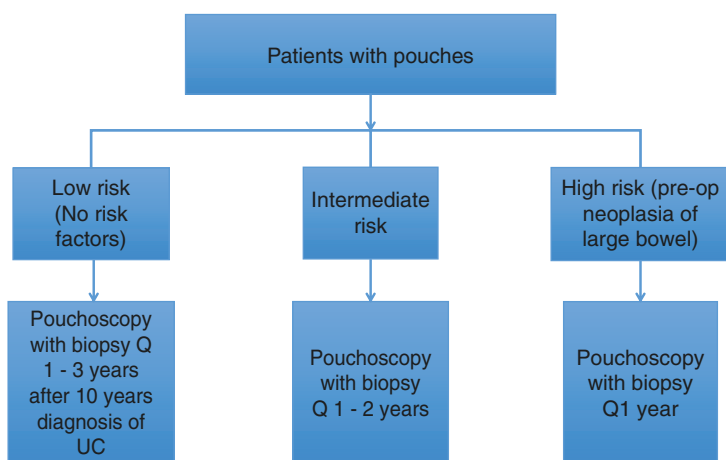 Patients with pouches
Low risk
(No risk
factors)
Intermediate
risk
High risk (pre-op
neoplasia of
large bowel)
Pouchoscopy
with biopsy Q
1 - 3 years
after 10 years
diagnosis of
UC
Pouchoscopy
with biopsy
Q 1 - 2 years
Pouchoscopy
with biopsy
Q1 year